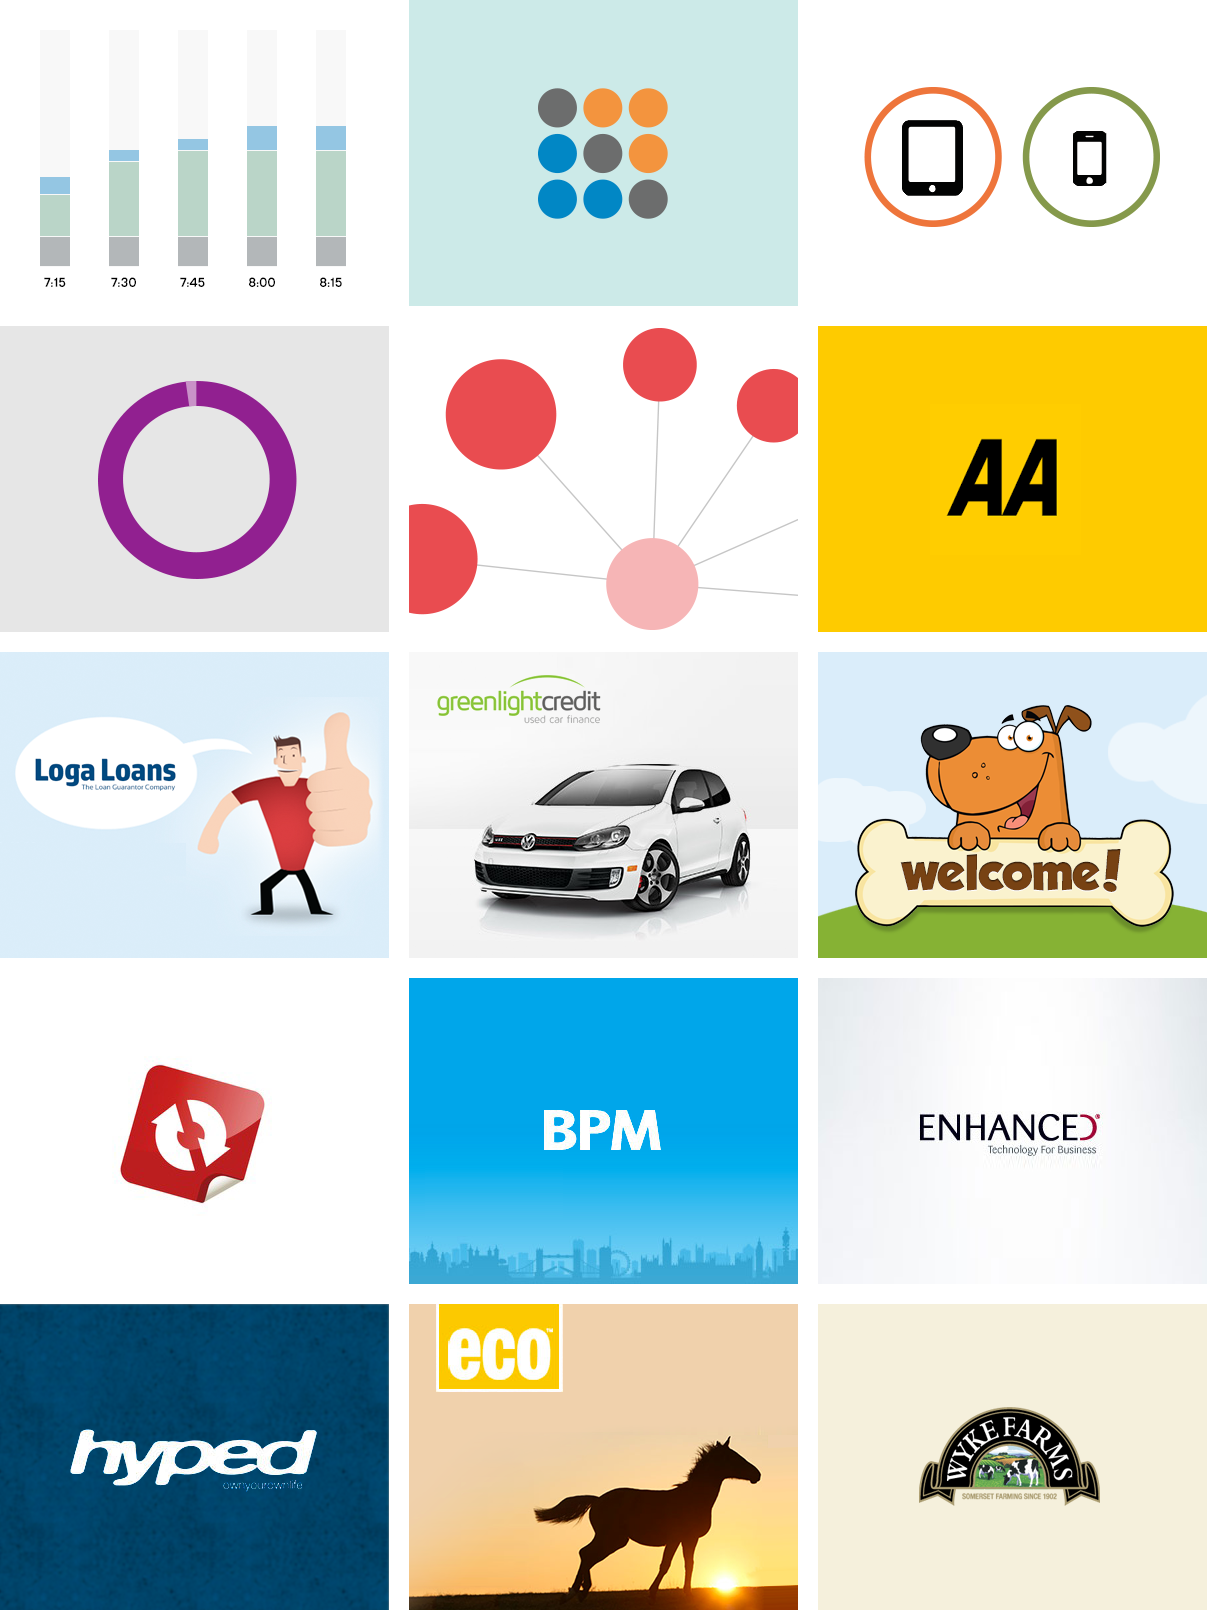 7:15 7:30 7:45 8:00 8:15
AA
Loga Loans
The Loan Guarantor Company
greenlightcredit
used car finance
welcome!
BPM
ENHANCED®
Technology For Business
hyped
ownyourownlife
eco™
WYKE FARMS
SOMERSET FARMING SINCE 1902